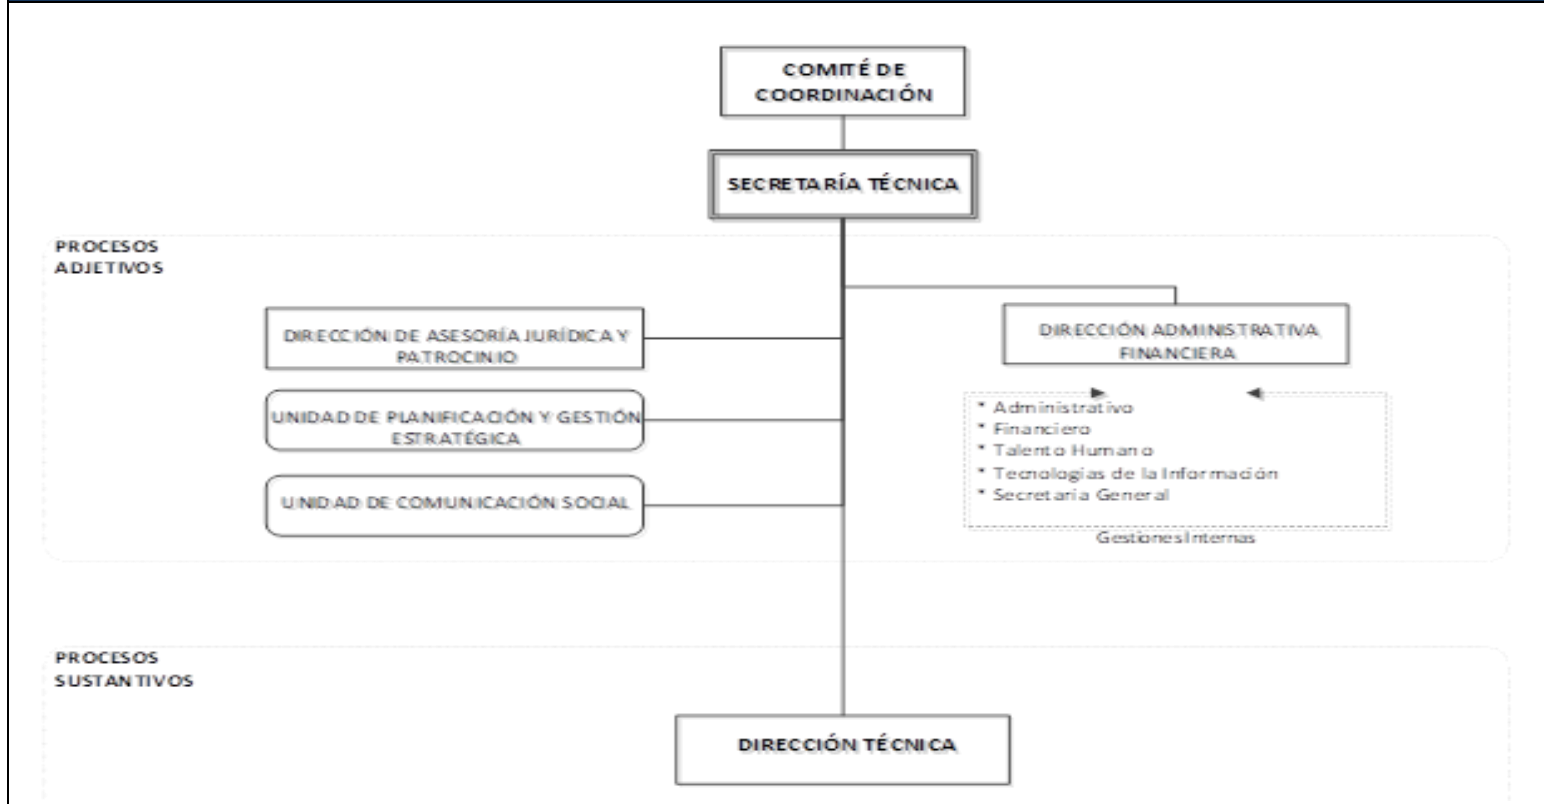 COMITÉ DE
COORDINACIÓN
SECRETARÍA TÉCNICA
PROCESOS
ADJETIVOS
DIRECCIÓN DE ASESORÍA JURÍDICA Y
PATROCINIO
DIRECCIÓN ADMINISTRATIVA
FINANCIERA
UNIDAD DE PLANIFICACIÓN Y GESTIÓN
ESTRATÉGICA
UNIDAD DE COMUNICACIÓN SOCIAL
* Administrativo
* Financiero
* Talento Humano
* Tecnologías de la Información
* Secretaria General
Gestiones Internas
PROCESOS
SUSTANTIVOS
DIRECCIÓN TÉCNICA